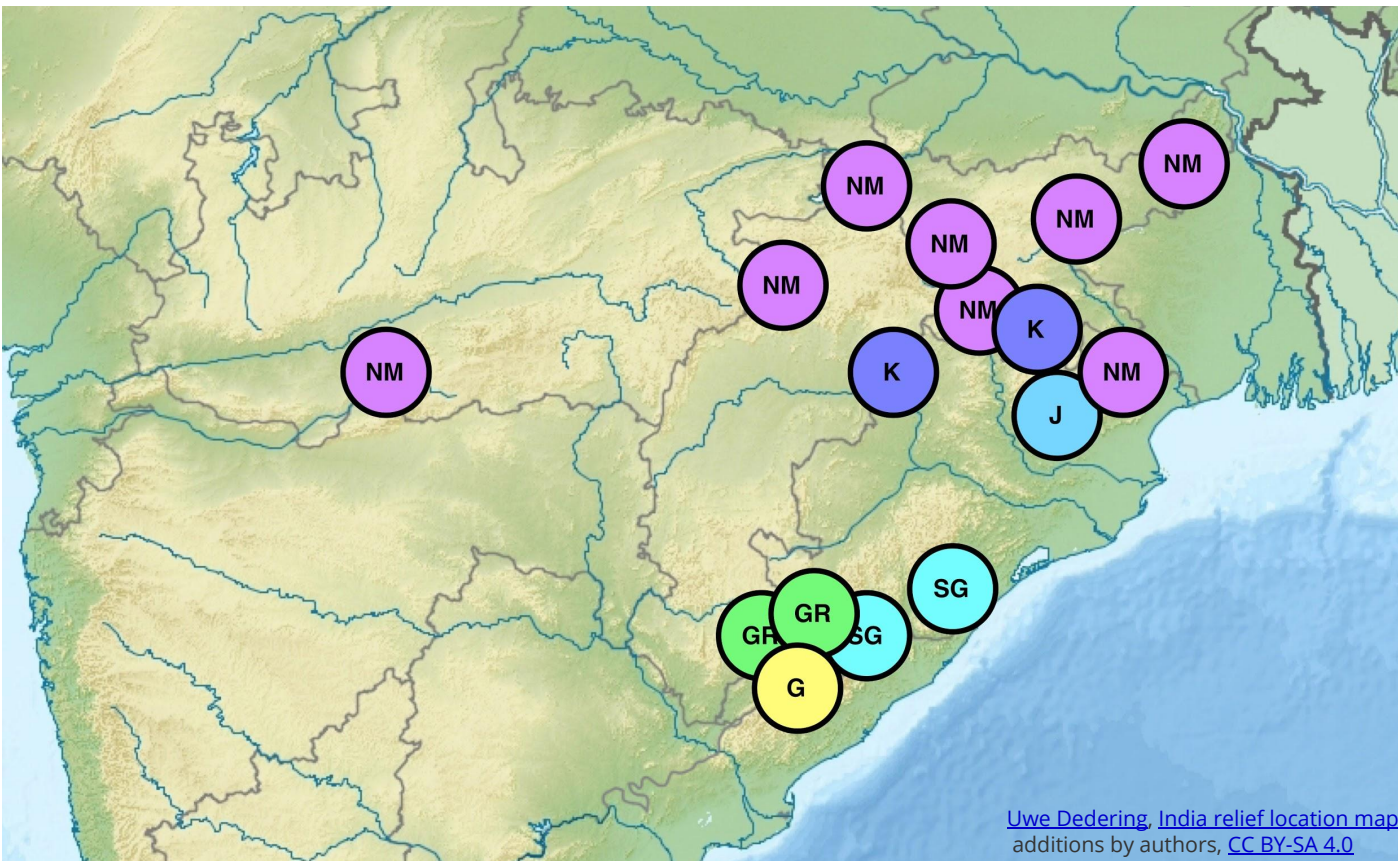 NM
NM
NM
NM
NM
NM
NM
K
K
NM
NM
J
SG
GR
GR
SG
G
Uwe Dedering, India relief location map
additions by authors, CC BY-SA 4.0